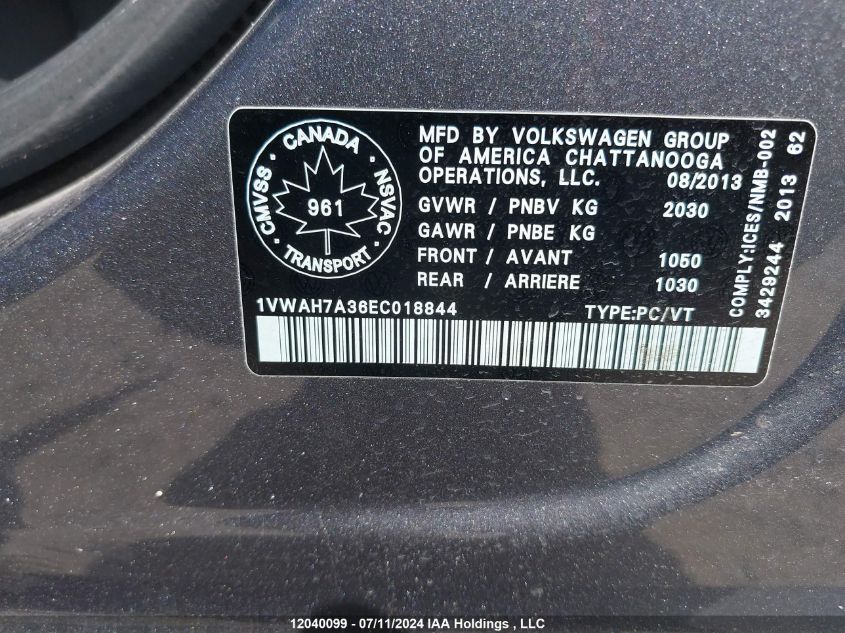 CANADA
CMVSS
NSVAC
961
TRANSPORT
MFD BY VOLKSWAGEN GROUP
OF AMERICA CHATTANOOGA
OPERATIONS, LLC. 08/2013
GVWR / PNBV KG 2030
GAWR / PNBE KG
FRONT / AVANT 1050
REAR / ARRIERE 1030
1VWAH7A36EC018844 TYPE:PC/VT
COMPLY:ICES/NMB-002
3429244 2013 62
12040099 - 07/11/2024 IAA Holdings , LLC